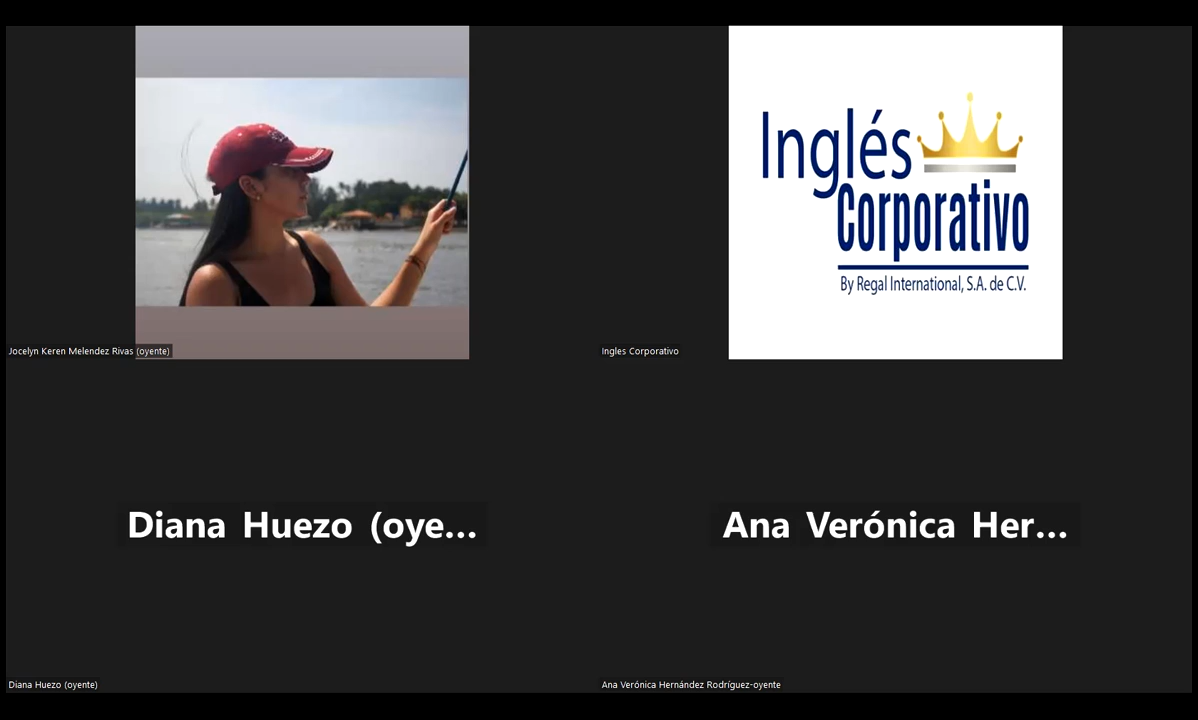 Inglés
Corporativo
By Regal International, S.A. de C.V.
Jocelyn Keren Melendez Rivas (oyente)
Ingles Corporativo
Diana Huezo (oye...
Ana Verónica Her...
Diana Huezo (oyente)
Ana Verónica Hernández Rodríguez-oyente